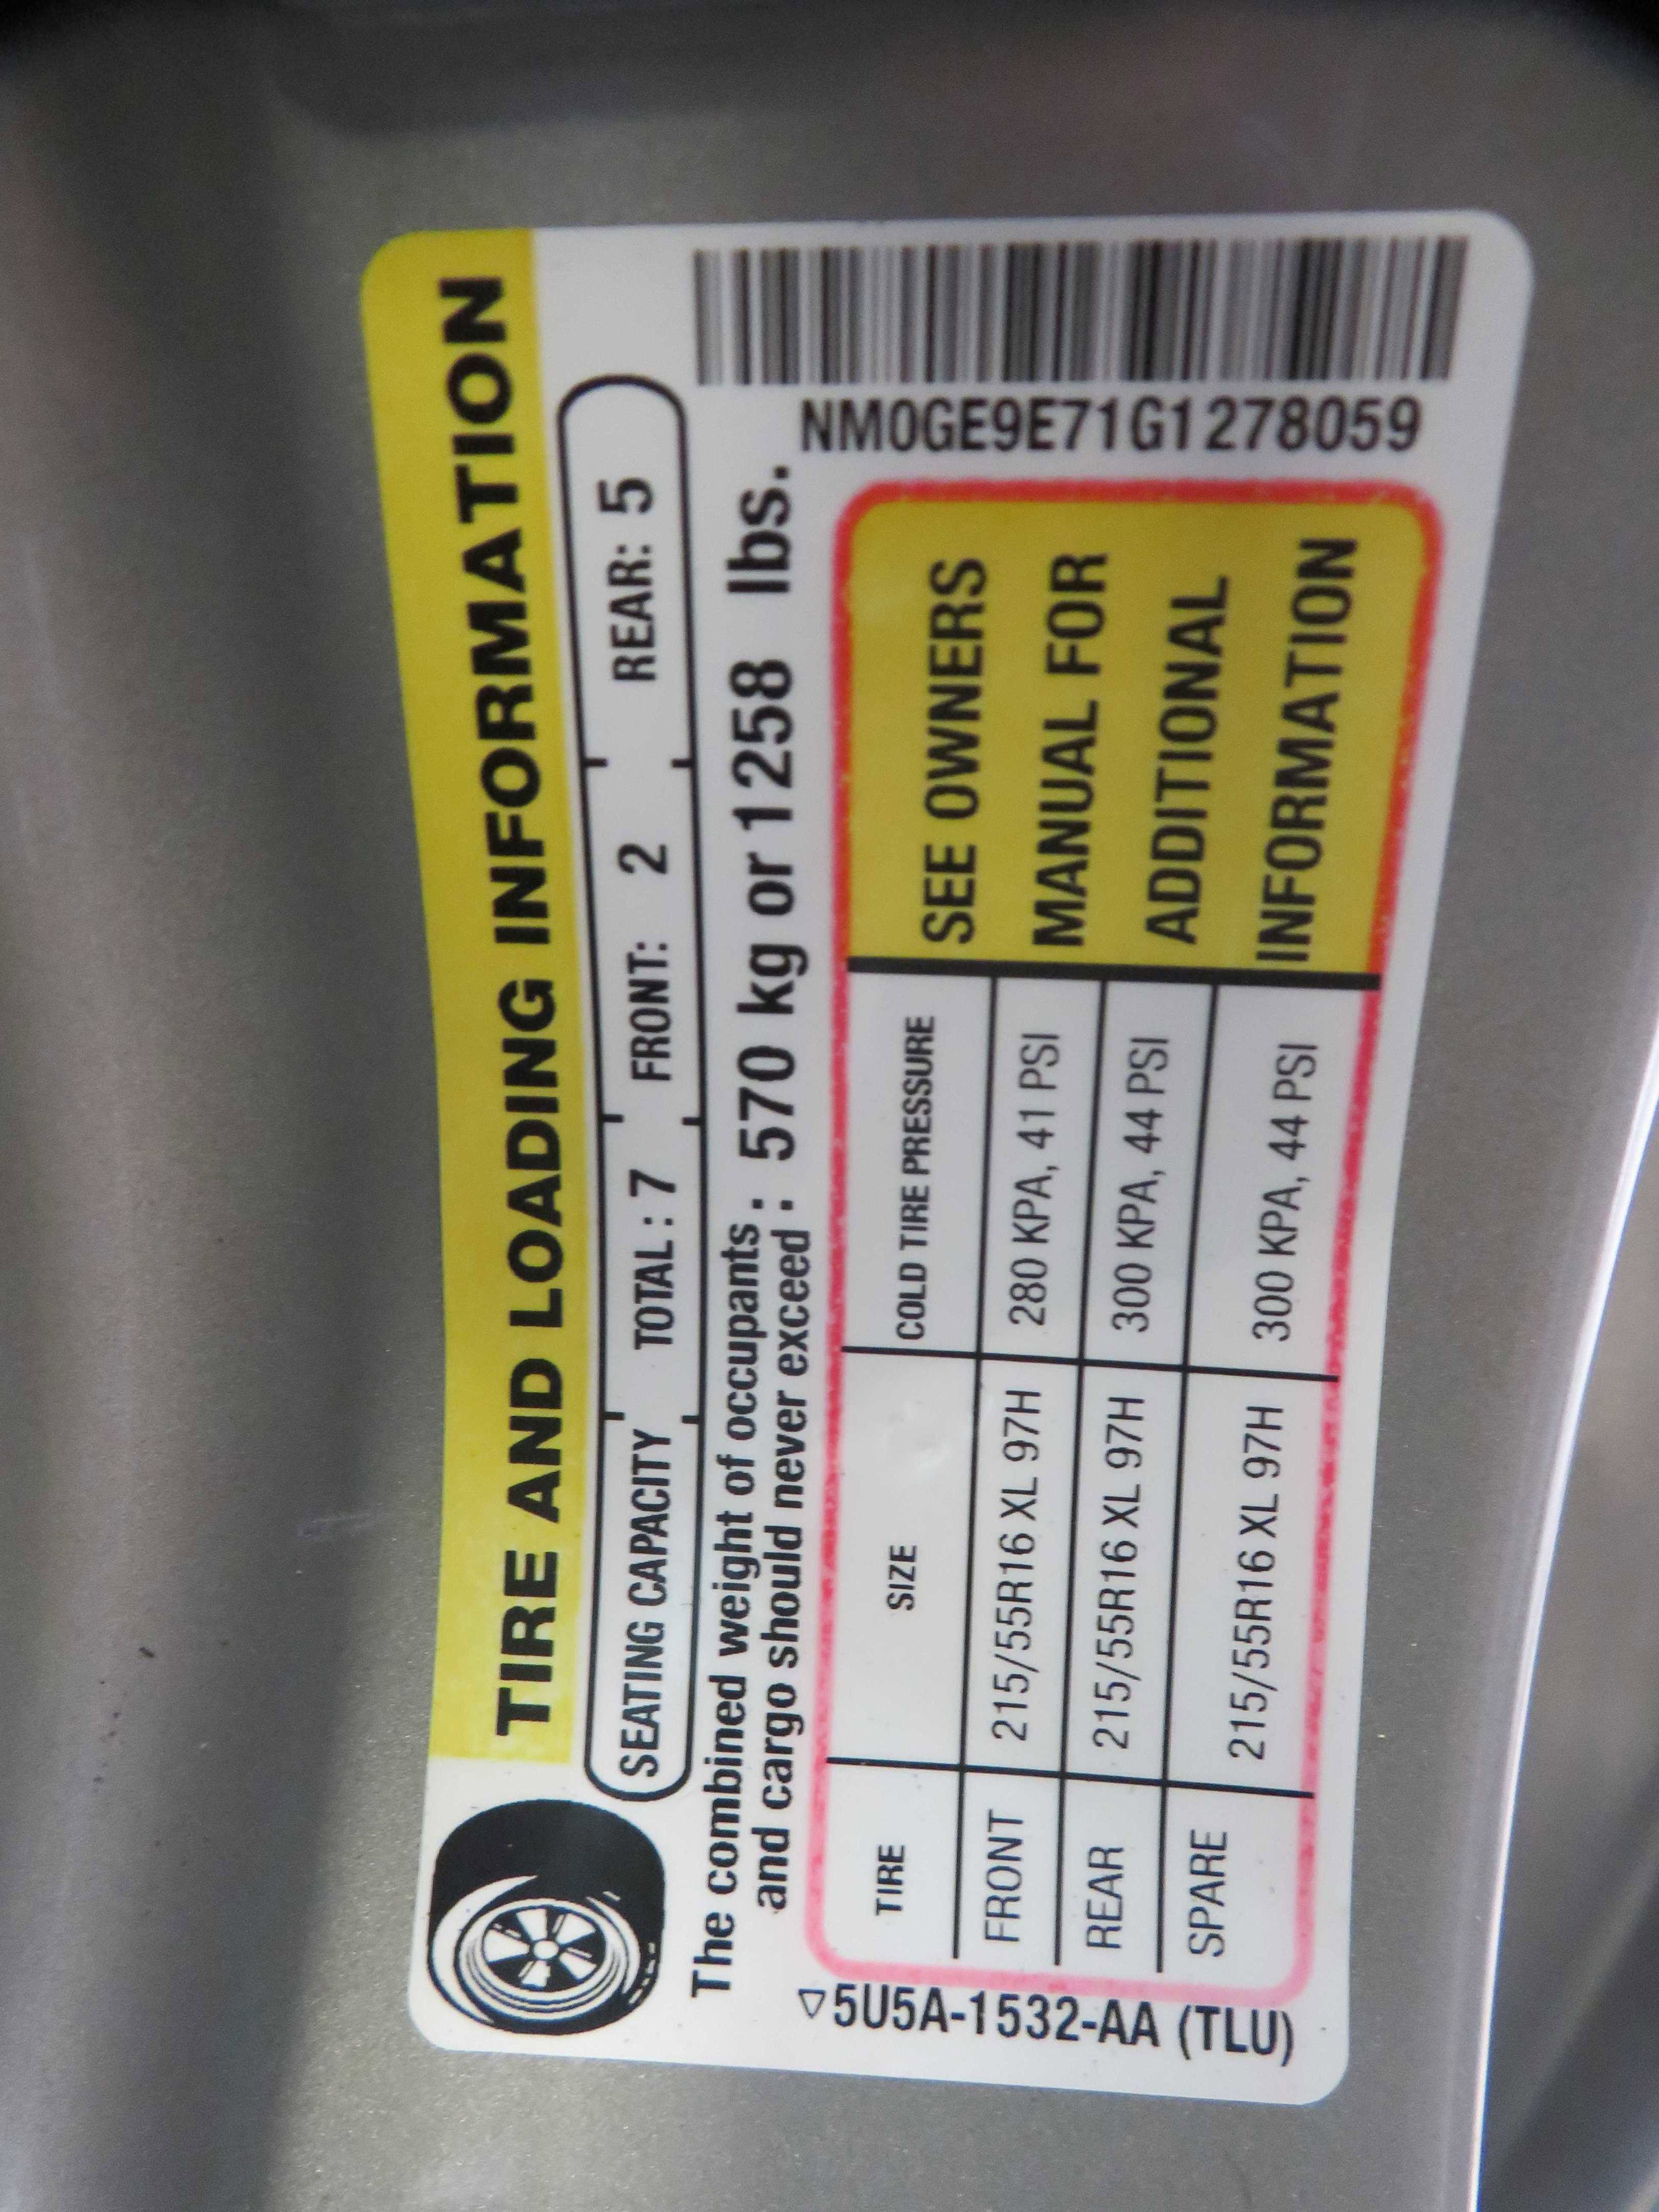 TIRE AND LOADING INFORMATION
SEATING CAPACITY TOTAL : 7 FRONT: 2 REAR: 5
The combined weight of occupants : 570 kg or 1258 lbs.
and cargo should never exceed :
NM0GE9E71G1278059
TIRE SIZE COLD TIRE PRESSURE
FRONT 215/55R16 XL 97H 280 KPA, 41 PSI
REAR 215/55R16 XL 97H 300 KPA, 44 PSI
SPARE 215/55R16 XL 97H 300 KPA, 44 PSI
SEE OWNERS
MANUAL FOR
ADDITIONAL
INFORMATION
▽5U5A-1532-AA (TLU)